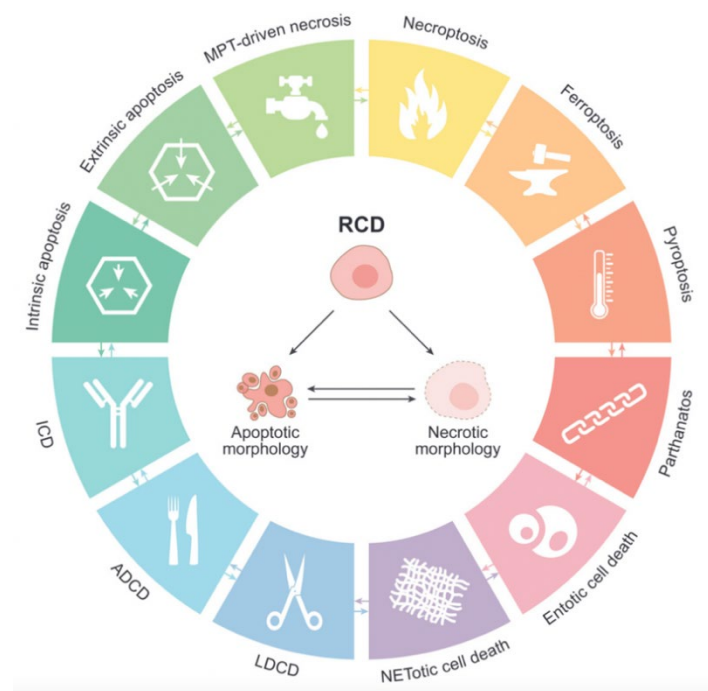 MPT-driven necrosis
Necroptosis
Ferroptosis
Pyroptosis
Parthanatos
Entotic cell death
NETotic cell death
LDCD
ADCD
ICD
Intrinsic apoptosis
Extrinsic apoptosis
RCD
Apoptotic
morphology
Necrotic
morphology